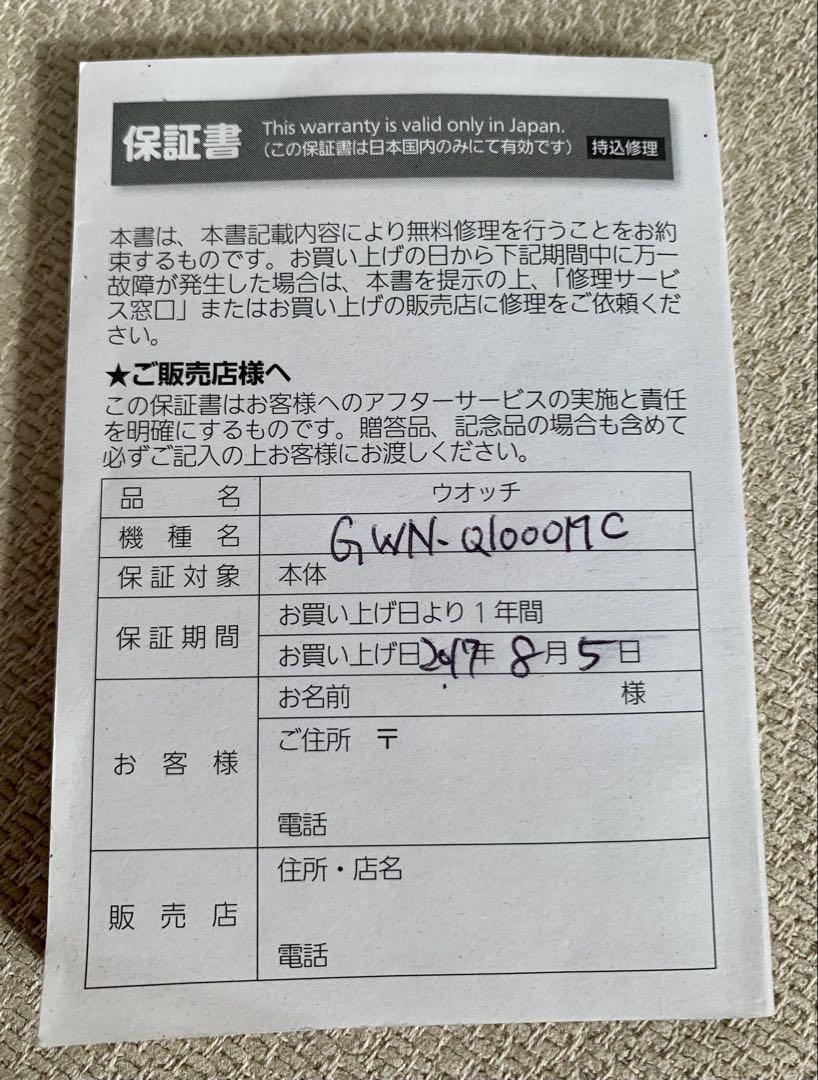 保証書 This warranty is valid only in Japan.
(この保証書は日本国内のみにて有効です) 持込修理
本書は、本書記載内容により無料修理を行うことをお約
束するものです。お買い上げの日から下記期間中に万一
故障が発生した場合は、本書を提示の上、「修理サービ
ス窓口」またはお買い上げの販売店に修理をご依頼くだ
さい。
★ご販売店様へ
この保証書はお客様へのアフターサービスの実施と責任
を明確にするものです。贈答品、記念品の場合も含めて
必ずご記入の上お客様にお渡しください。
品名 ウオッチ
機種名 GWN-Q1000MC
保証対象 本体
保証期間 お買い上げ日より1年間
お買い上げ日2017年 8月 5日
お客様 お名前 様
ご住所 〒
電話
販売店 住所・店名
電話